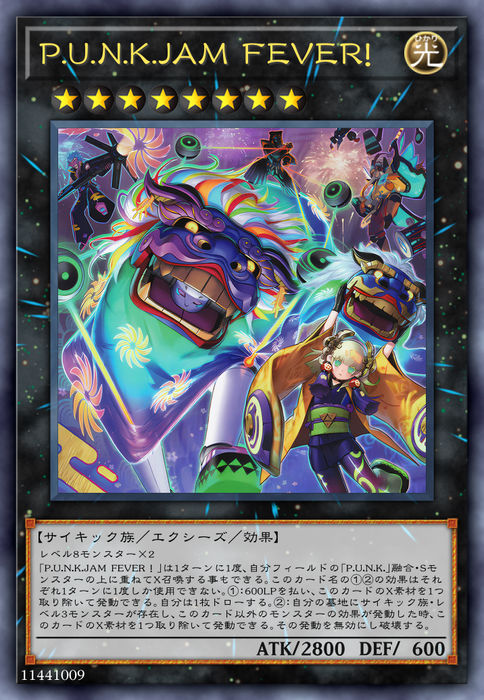 P.U.N.K.JAM FEVER!
ひかり
光
【サイキック族／エクシーズ／効果】
レベル8モンスター×2
「P.U.N.K.JAM FEVER！」は1ターンに1度、自分フィールドの「P.U.N.K.」融合・Sモ
ンスターの上に重ねてX召喚する事もできる。このカード名の①②の効果はそれ
ぞれ1ターンに1度しか使用できない。①：600LPを払い、このカードのX素材を1つ
取り除いて発動できる。自分は1枚ドローする。②：自分の墓地にサイキック族・レ
ベル3モンスターが存在し、このカード以外のモンスターの効果が発動した時、こ
のカードのX素材を1つ取り除いて発動できる。その発動を無効にし破壊する。
ATK/2800 DEF/ 600
11441009